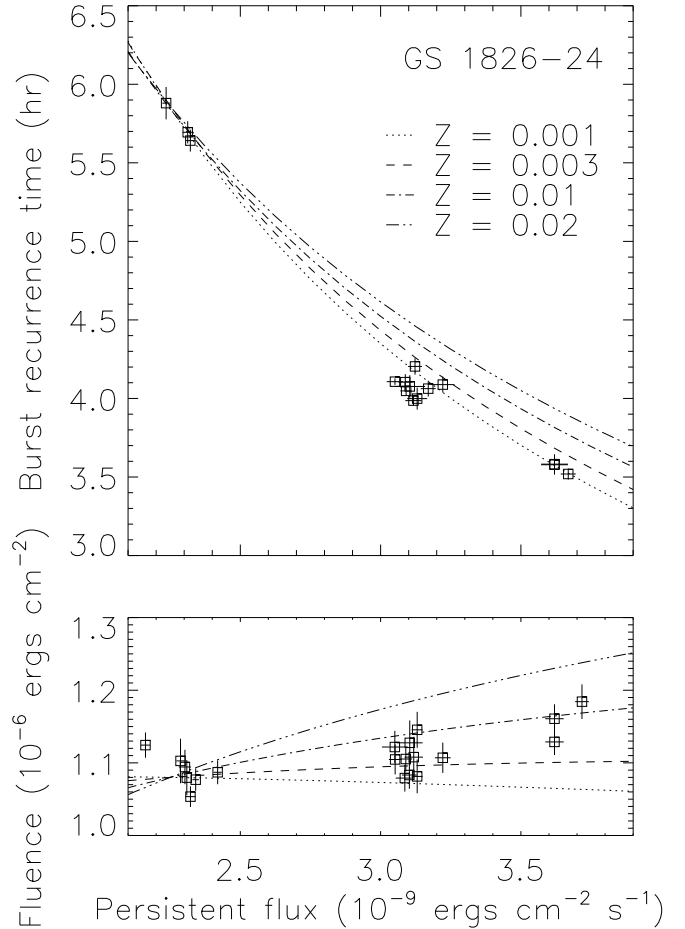 GS 1826−24
Z = 0.001
Z = 0.003
Z = 0.01
Z = 0.02
Burst recurrence time (hr)
6.5
6.0
5.5
5.0
4.5
4.0
3.5
3.0
Fluence (10⁻⁶ ergs cm⁻²)
1.3
1.2
1.1
1.0
2.5 3.0 3.5
Persistent flux (10⁻⁹ ergs cm⁻² s⁻¹)